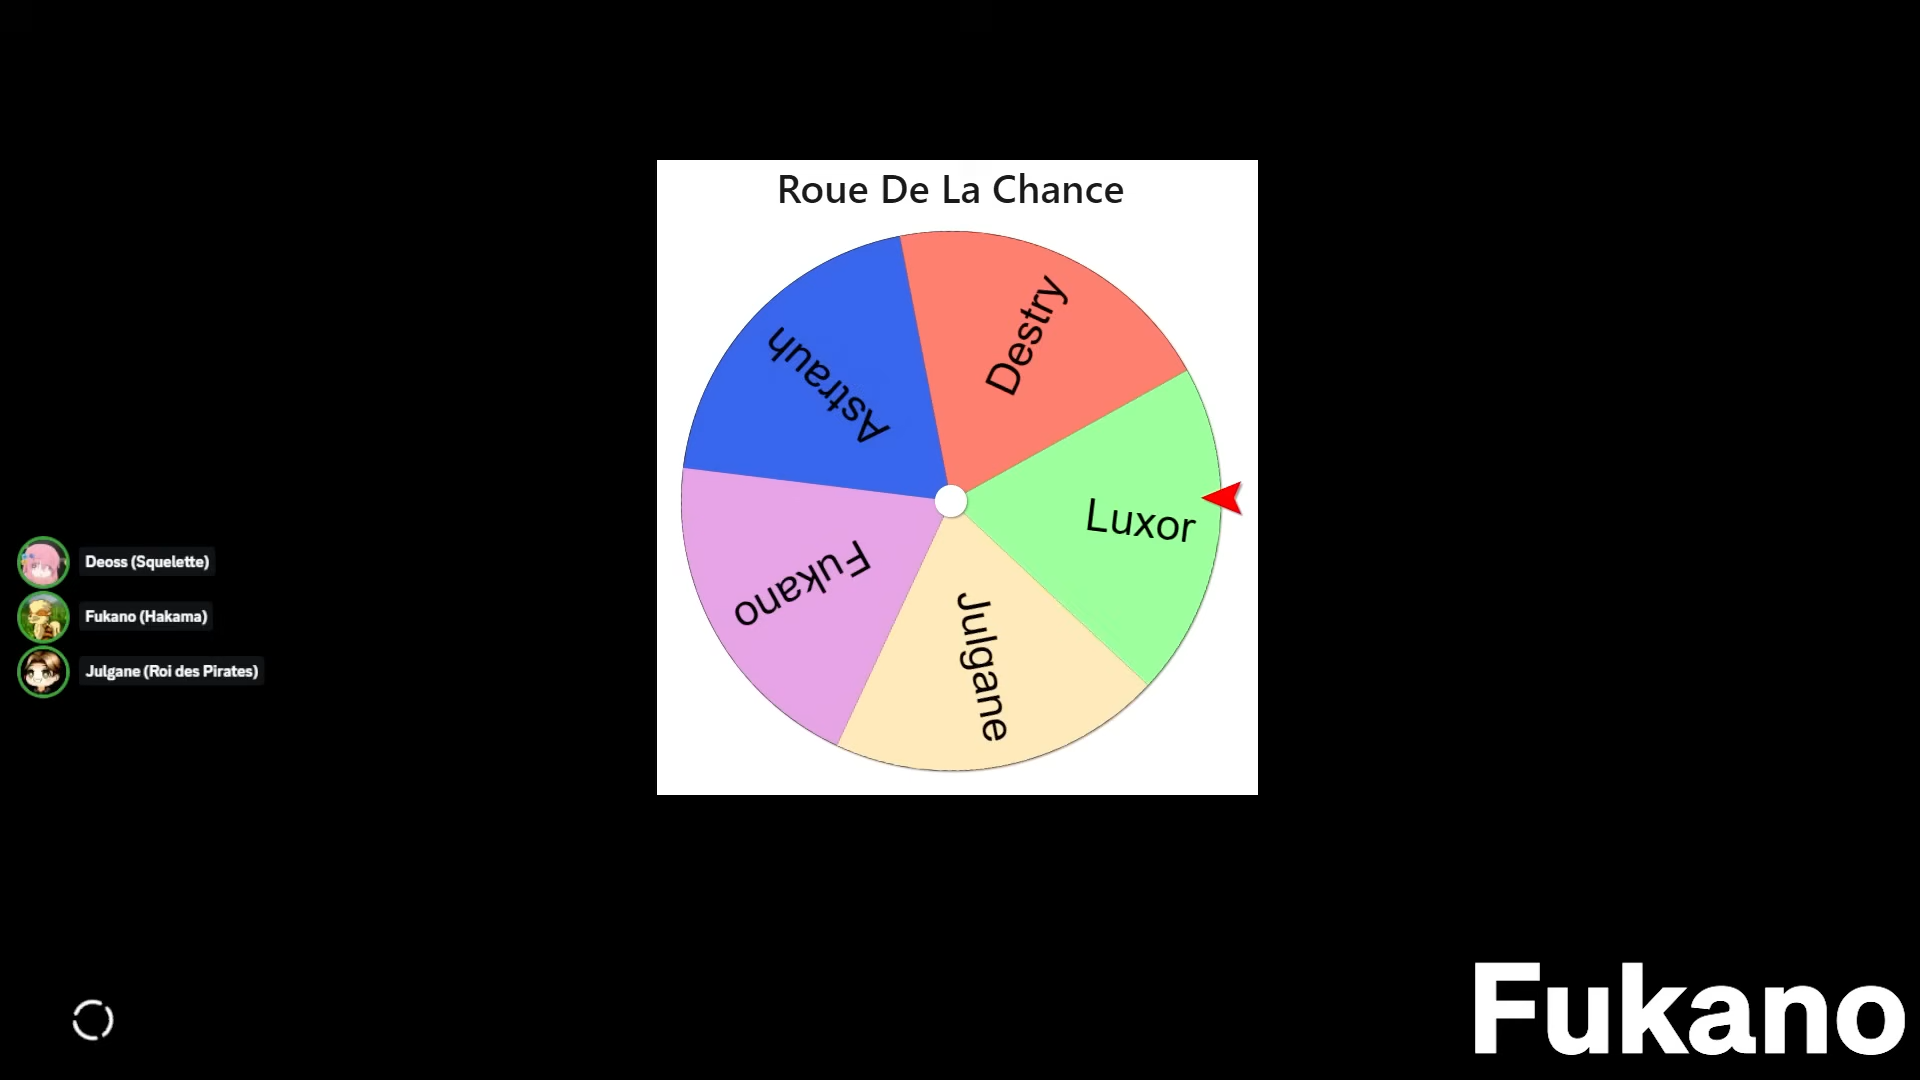 Roue De La Chance
Destry
Astrauh
Luxor
Fukano
Julgane
Deoss (Squelette)
Fukano (Hakama)
Julgane (Roi des Pirates)
Fukano